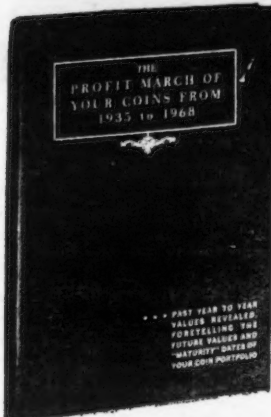 THE
PROFIT MARCH OF
YOUR COINS FROM
1935 to 1968
• • • PAST YEAR TO YEAR
VALUES REVEALED,
FORETELLING THE
FUTURE VALUES AND
"MATURITY" DATES OF
YOUR COIN PORTFOLIO